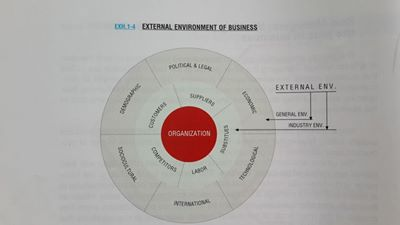 EXH.1-4 EXTERNAL ENVIRONMENT OF BUSINESS
POLITICAL & LEGAL
DEMOGRAPHIC
ECONOMIC
SUPPLIERS
CUSTOMERS
EXTERNAL ENV.
GENERAL ENV.
INDUSTRY ENV.
ORGANIZATION
SUBSTITUES
COMPETITORS
LABOR
SOCIOCULTURAL
TECHNOLOGICAL
INTERNATIONAL